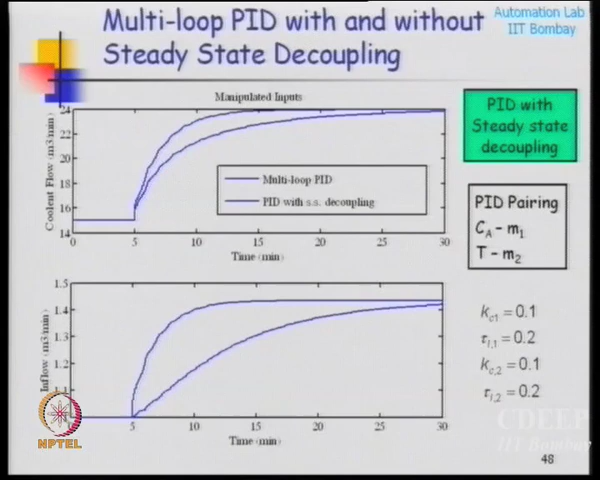 Multi-loop PID with and without
Steady State Decoupling
Automation Lab
IIT Bombay
Manipulated Inputs
Coolent Flow (m3/min)
24
22
20
18
16
14
Multi-loop PID
PID with s.s. decoupling
0
5
10
15
20
25
30
Time (min)
Inflow (m3/min)
1.5
1.4
1.3
1.2
1.1
5
10
15
20
25
30
Time (min)
PID with
Steady state
decoupling
PID Pairing
C_A - m_1
T - m_2
k_c1 = 0.1
τ_I,1 = 0.2
k_c,2 = 0.1
τ_I,2 = 0.2
NPTEL
CDEEP
IIT Bombay
48